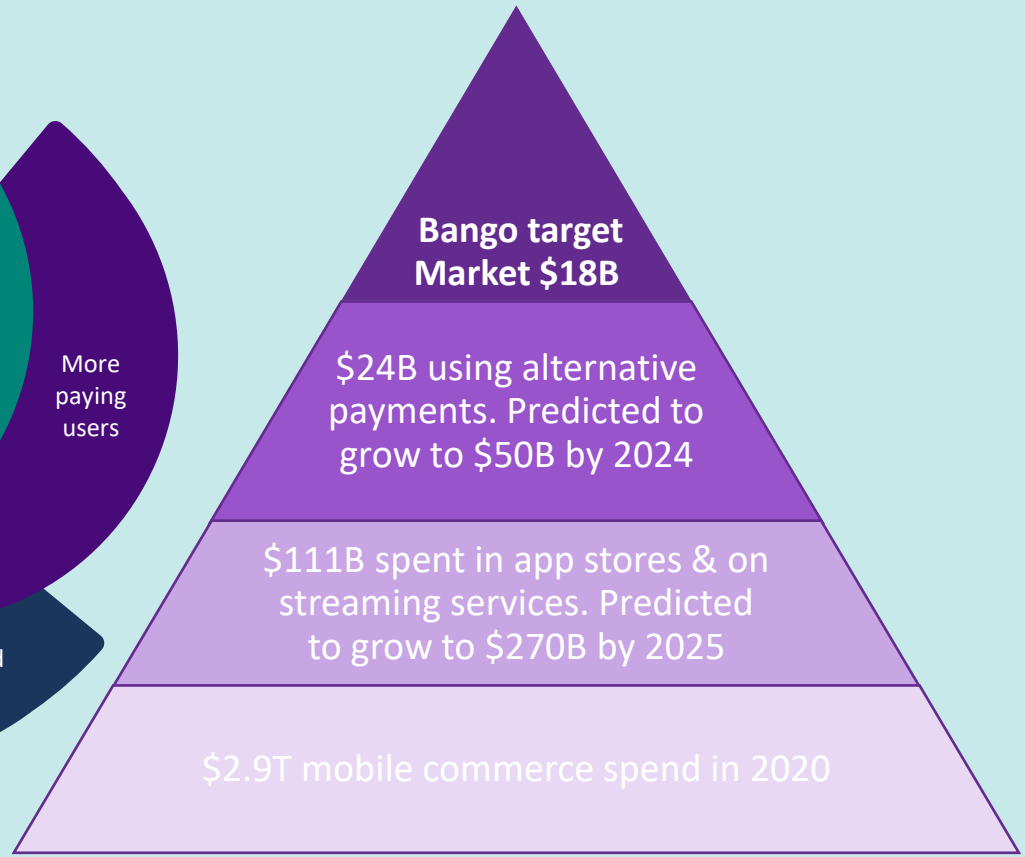 Bango target
Market $18B
More
paying
users
$24B using alternative
payments. Predicted to
grow to $50B by 2024
$111B spent in app stores & on
streaming services. Predicted
to grow to $270B by 2025
$2.9T mobile commerce spend in 2020